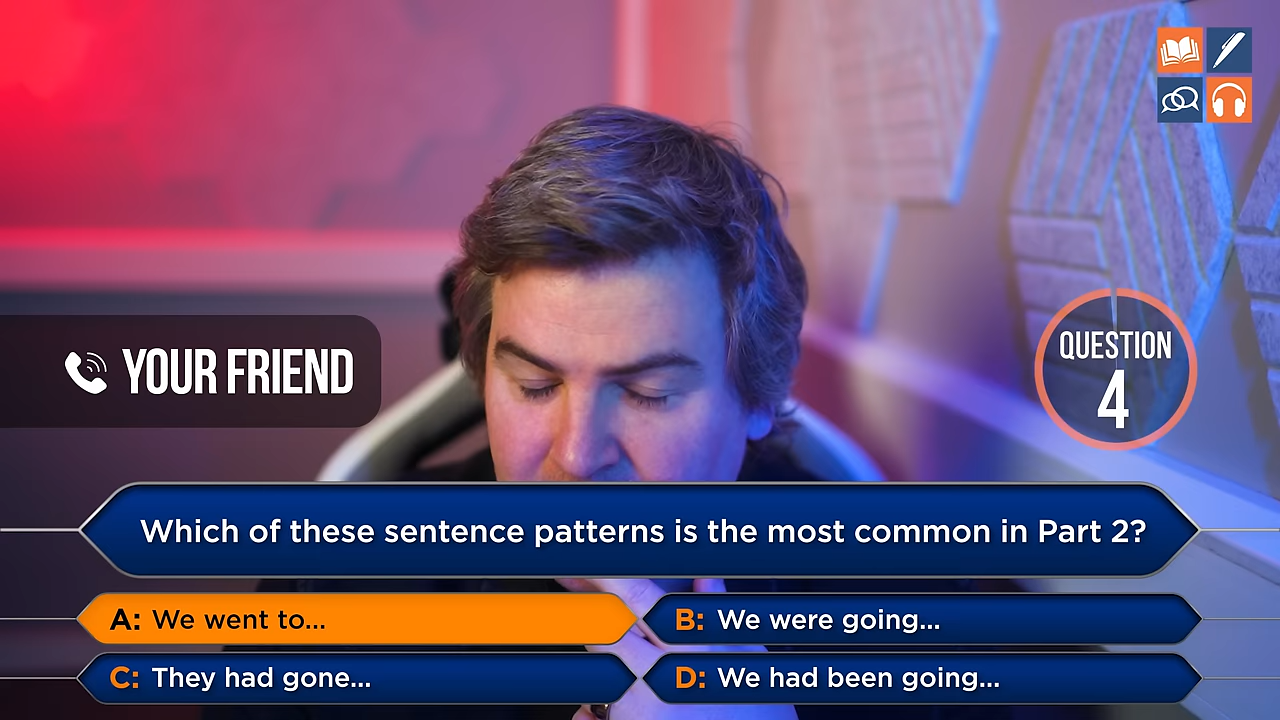 YOUR FRIEND
QUESTION
4
Which of these sentence patterns is the most common in Part 2?
A: We went to...
B: We were going...
C: They had gone...
D: We had been going...